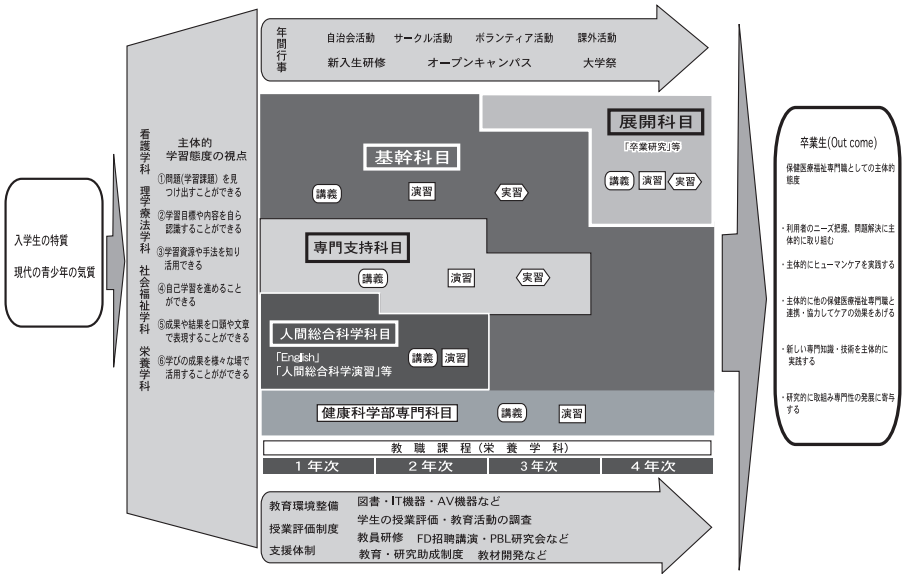 入学生の特質
現代の青少年の気質
看護学科 理学療法学科 社会福祉学科 栄養学科
主体的
学習態度の視点
①問題(学習課題) を見
つけ出すことができる
②学習目標や内容を自ら
認識することができる
③学習資源や手法を知り
活用できる
④自己学習を進めること
ができる
⑤成果や結果を口頭や文章
で表現することができる
⑥学びの成果を様々な場で
活用することがができる
年間行事
自治会活動 サークル活動 ボランティア活動 課外活動
新入生研修 オープンキャンパス 大学祭
展開科目
「卒業研究」等
講義 演習 実習
基幹科目
講義 演習 実習
専門支持科目
講義 演習 実習
人間総合科学科目
「English」
「人間総合科学演習」等
講義 演習
健康科学部専門科目 講義 演習
教職課程(栄養学科)
1年次 2年次 3年次 4年次
教育環境整備 図書・IT機器・AV機器など
授業評価制度 学生の授業評価・教育活動の調査
支援体制 教員研修 FD招聘講演・PBL研究会など
教育・研究助成制度 教材開発など
卒業生(Out come)
保健医療福祉専門職としての主体的
態度
・利用者のニーズ把握、問題解決に主
体的に取り組む
・主体的にヒューマンケアを実践する
・主体的に他の保健医療福祉専門職と
連携・協力してケアの効果をあげる
・新しい専門知識・技術を主体的に
実践する
・研究的に取組み専門性の発展に寄与
する